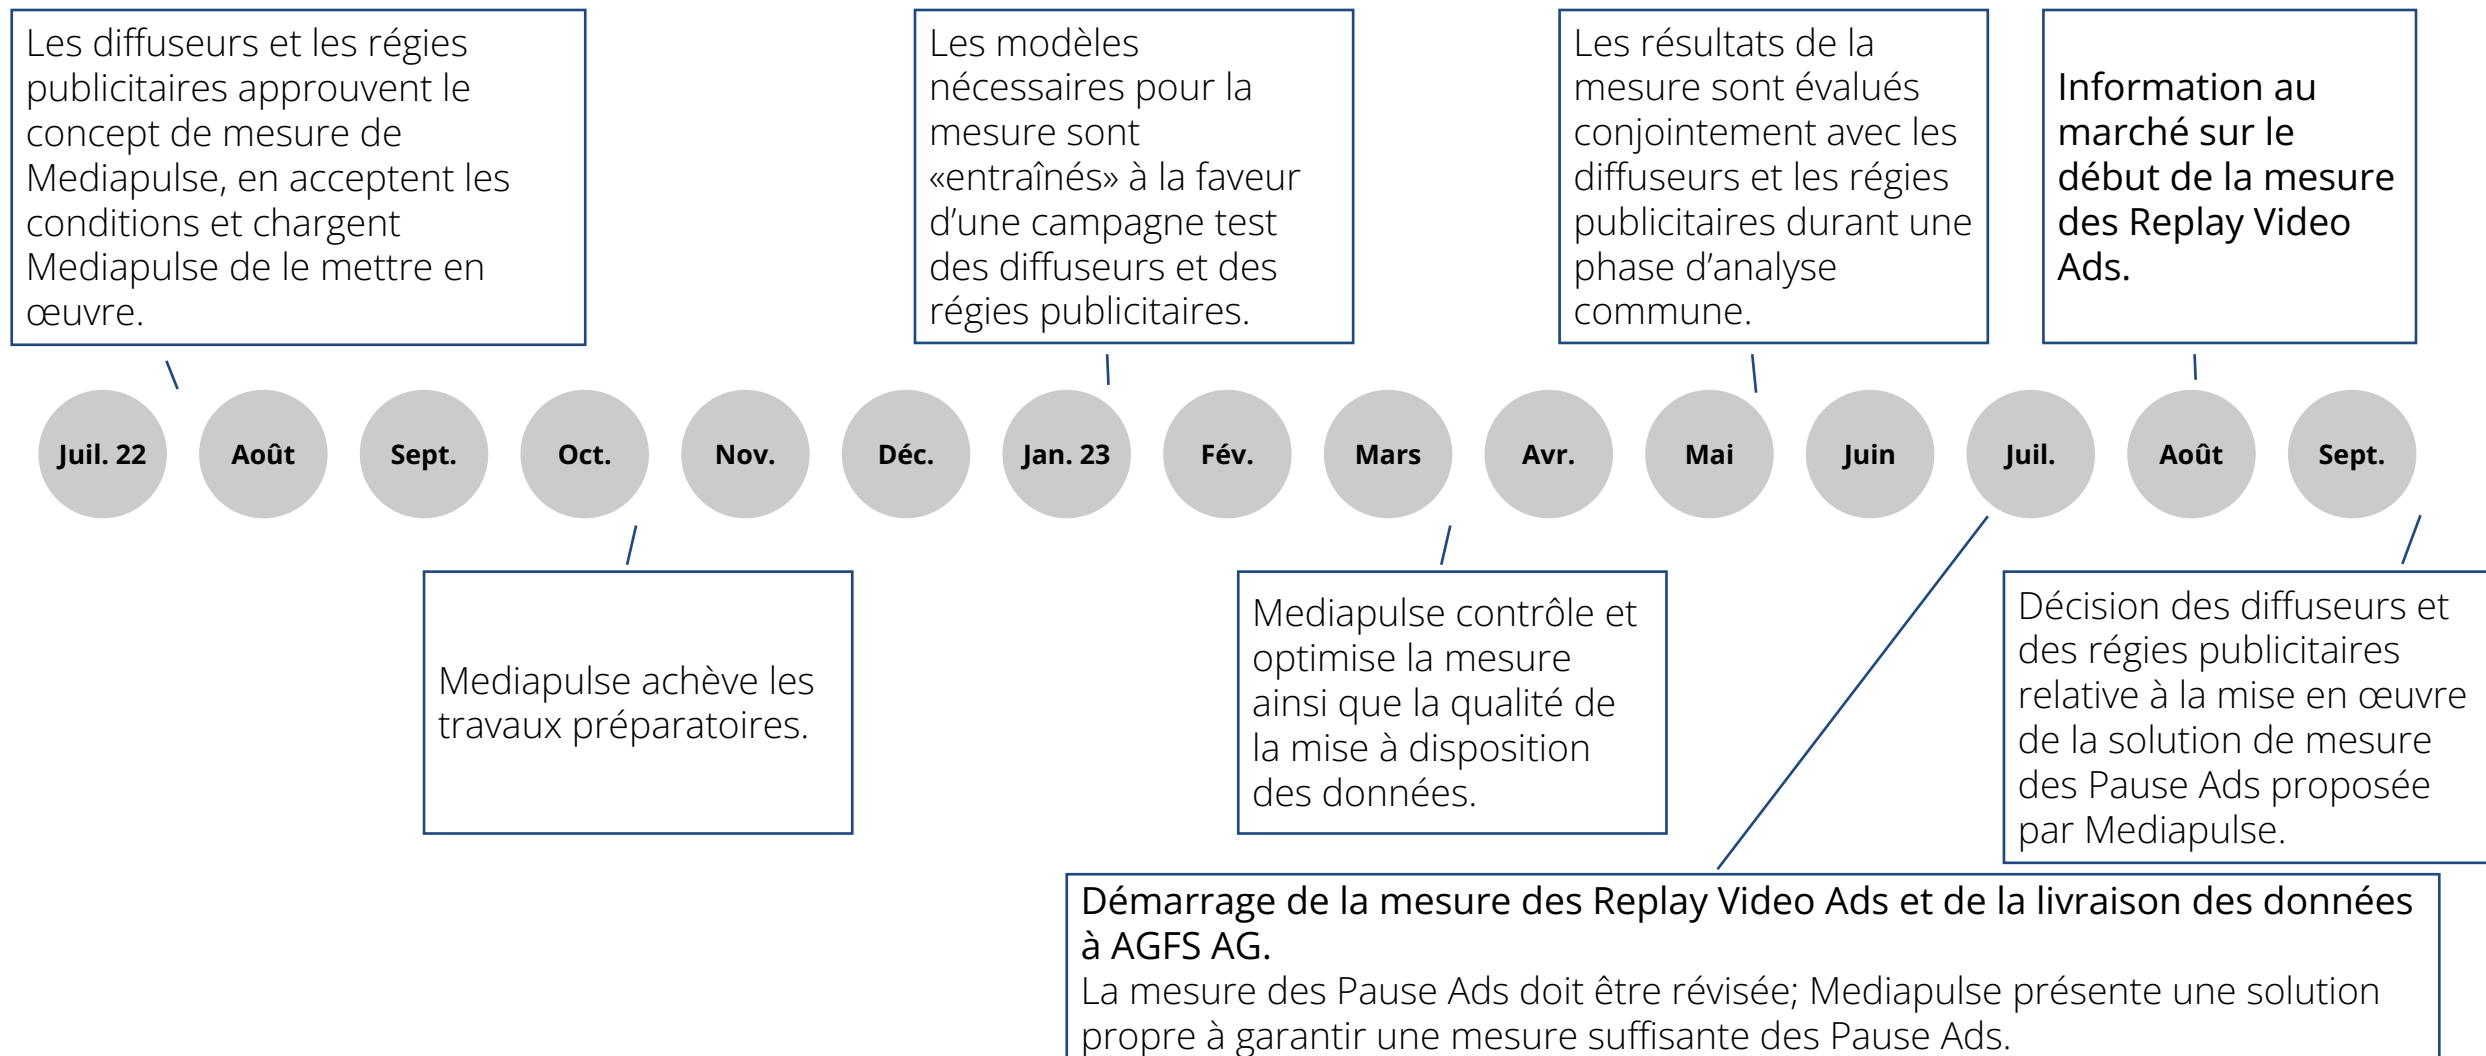 Les diffuseurs et les régies
publicitaires approuvent le
concept de mesure de
Mediapulse, en acceptent les
conditions et chargent
Mediapulse de le mettre en
œuvre.
Les modèles
nécessaires pour la
mesure sont
«entraînés» à la faveur
d’une campagne test
des diffuseurs et des
régies publicitaires.
Les résultats de la
mesure sont évalués
conjointement avec les
diffuseurs et les régies
publicitaires durant une
phase d’analyse
commune.
Information au
marché sur le
début de la mesure
des Replay Video
Ads.
Juil. 22 Août Sept. Oct. Nov. Déc. Jan. 23 Fév. Mars Avr. Mai Juin Juil. Août Sept.
Mediapulse achève les
travaux préparatoires.
Mediapulse contrôle et
optimise la mesure
ainsi que la qualité de
la mise à disposition
des données.
Décision des diffuseurs et
des régies publicitaires
relative à la mise en œuvre
de la solution de mesure
des Pause Ads proposée
par Mediapulse.
Démarrage de la mesure des Replay Video Ads et de la livraison des données
à AGFS AG.
La mesure des Pause Ads doit être révisée; Mediapulse présente une solution
propre à garantir une mesure suffisante des Pause Ads.